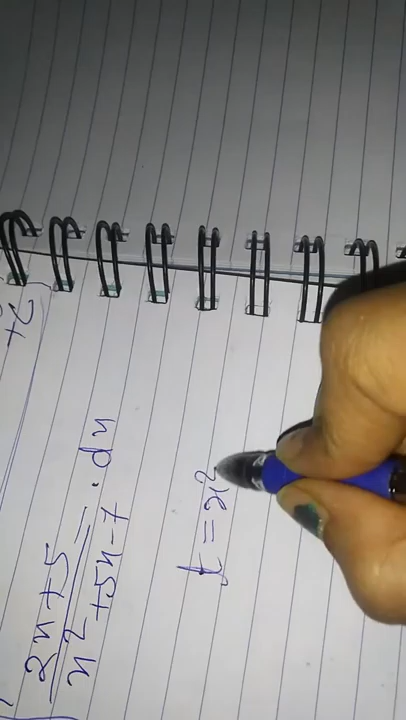 ∫ 2x+5 / x²+5x-7 . dx
t = x²